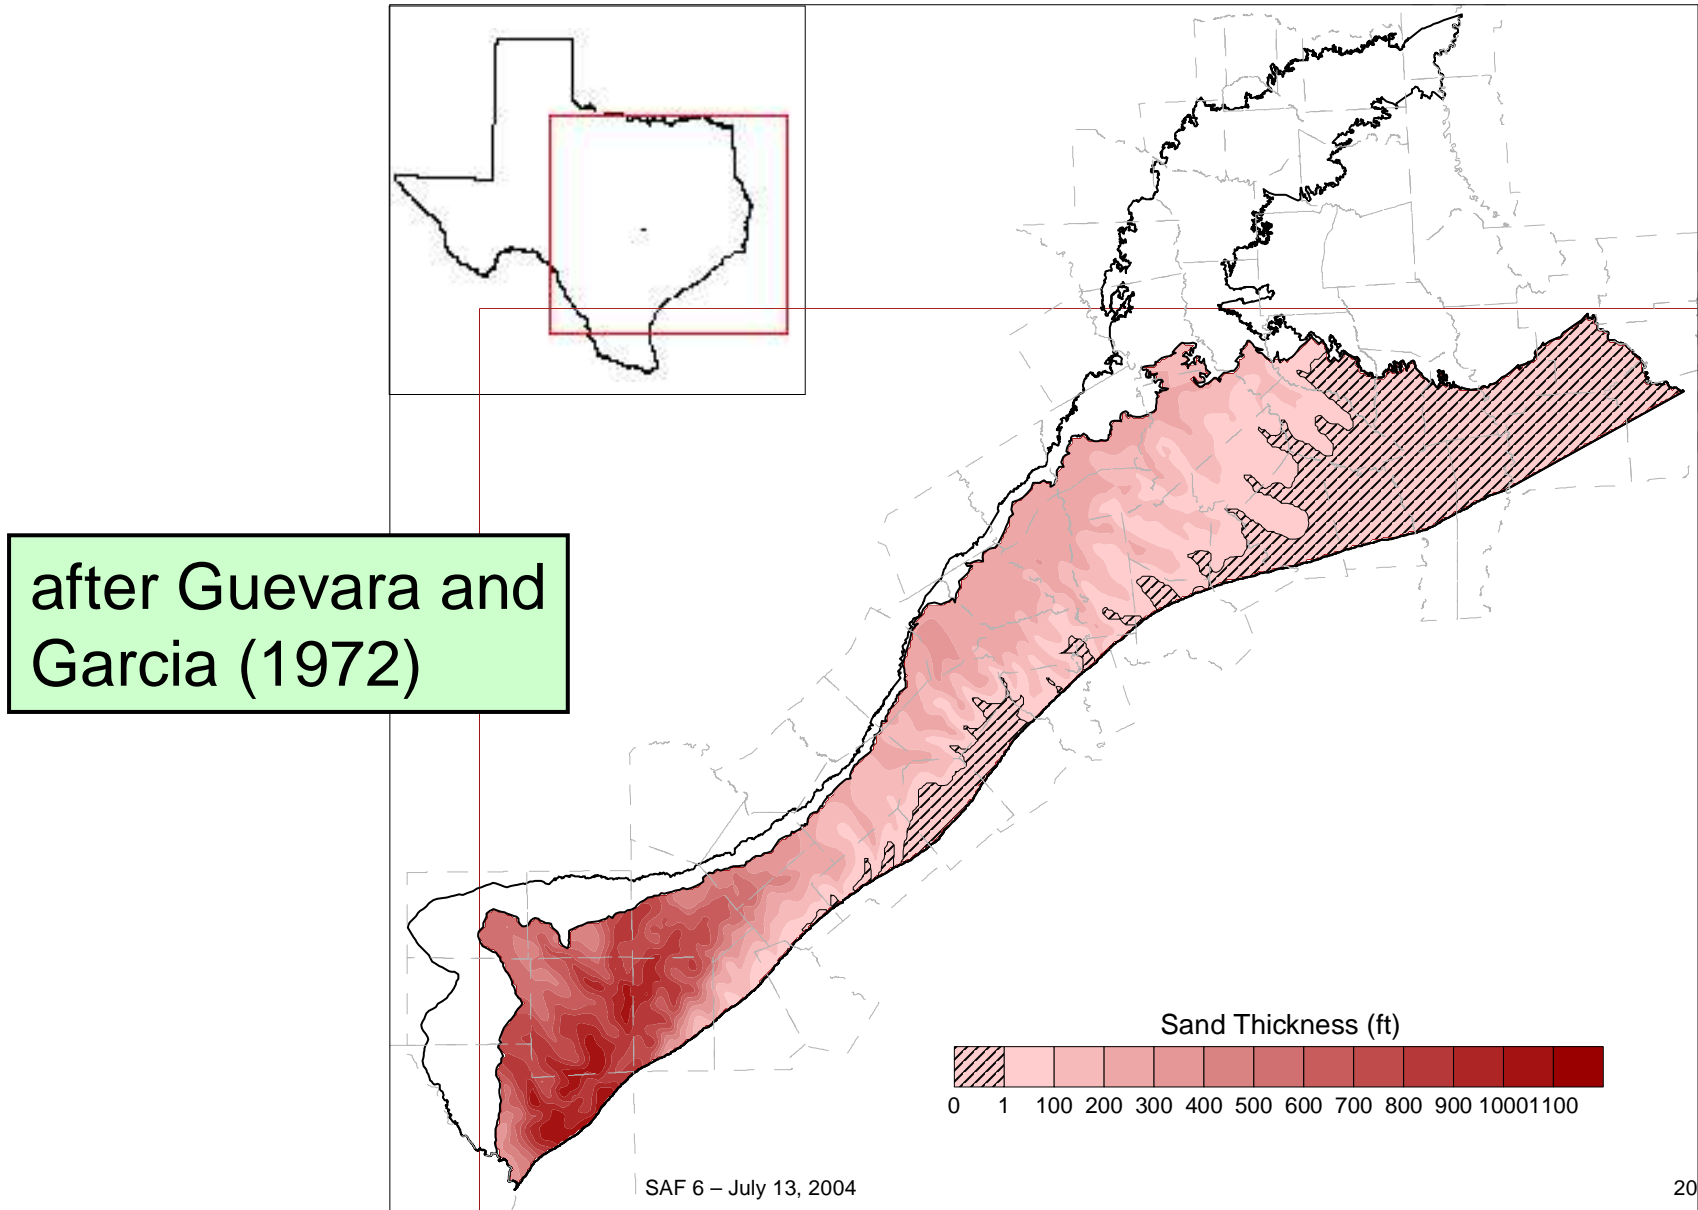 after Guevara and
Garcia (1972)
Sand Thickness (ft)
0 1 100 200 300 400 500 600 700 800 900 1000 1100
SAF 6 – July 13, 2004
20